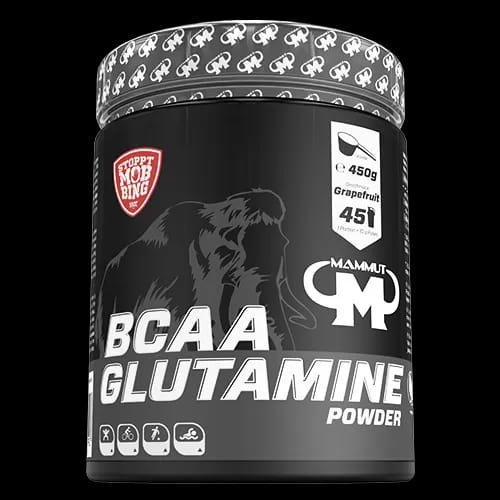 STOPPT
MOB
BING
℮ 450g
Grapefruit
45
MAMMUT
M
BCAA
GLUTAMINE
POWDER